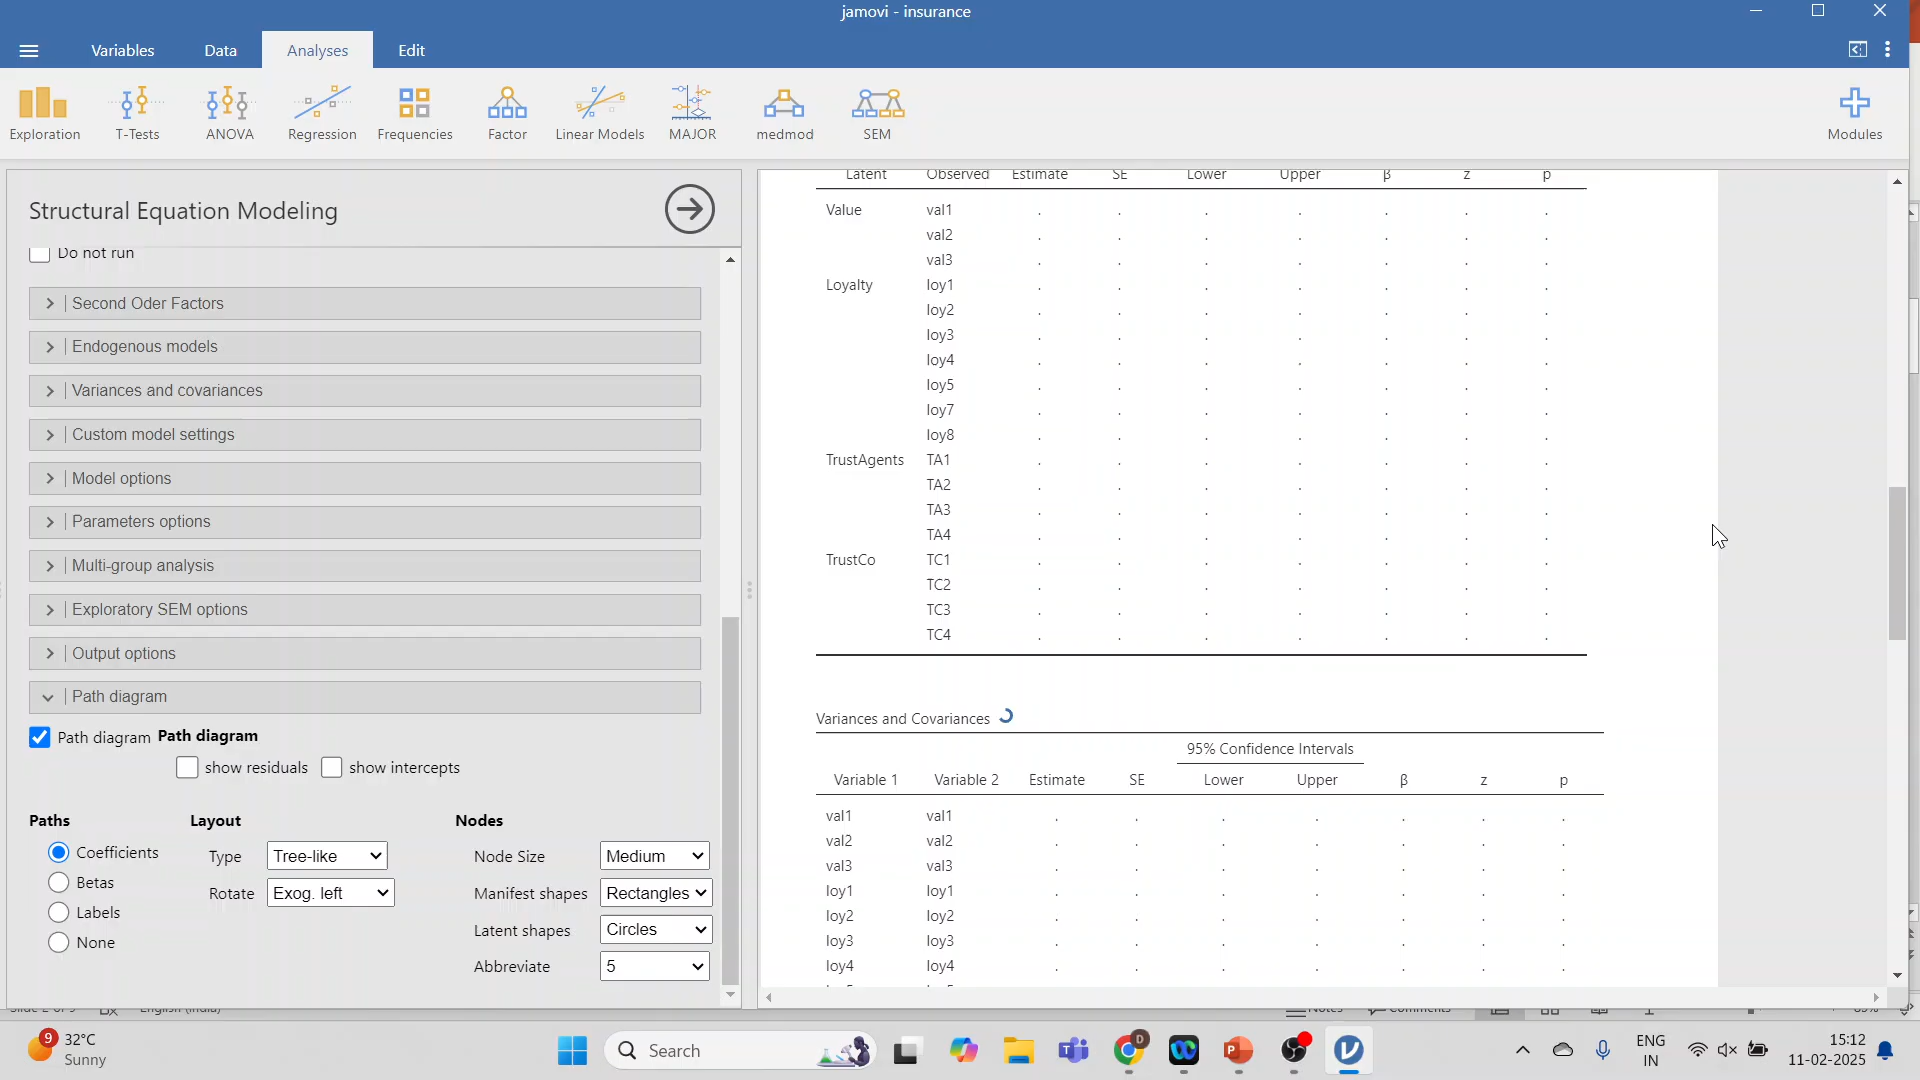 jamovi - insurance
Variables Data Analyses Edit
Exploration T-Tests ANOVA Regression Frequencies Factor Linear Models MAJOR medmod SEM Modules
Structural Equation Modeling
Do not run
Second Oder Factors
Endogenous models
Variances and covariances
Custom model settings
Model options
Parameters options
Multi-group analysis
Exploratory SEM options
Output options
Path diagram
Path diagram Path diagram
show residuals show intercepts
Paths Layout Nodes
Coefficients Type Tree-like Node Size Medium
Betas Rotate Exog. left Manifest shapes Rectangles
Labels Latent shapes Circles
None Abbreviate 5
Latent Observed Estimate SE Lower Upper β z p
Value val1 . . . . . . .
val2 . . . . . . .
val3 . . . . . . .
Loyalty loy1 . . . . . . .
loy2 . . . . . . .
loy3 . . . . . . .
loy4 . . . . . . .
loy5 . . . . . . .
loy7 . . . . . . .
loy8 . . . . . . .
TrustAgents TA1 . . . . . . .
TA2 . . . . . . .
TA3 . . . . . . .
TA4 . . . . . . .
TrustCo TC1 . . . . . . .
TC2 . . . . . . .
TC3 . . . . . . .
TC4 . . . . . . .
Variances and Covariances
95% Confidence Intervals
Variable 1 Variable 2 Estimate SE Lower Upper β z p
val1 val1 . . . . . . .
val2 val2 . . . . . . .
val3 val3 . . . . . . .
loy1 loy1 . . . . . . .
loy2 loy2 . . . . . . .
loy3 loy3 . . . . . . .
loy4 loy4 . . . . . . .
English (India) Notes Comments
9 32°C
Sunny
Search
D
ENG
IN
15:12
11-02-2025